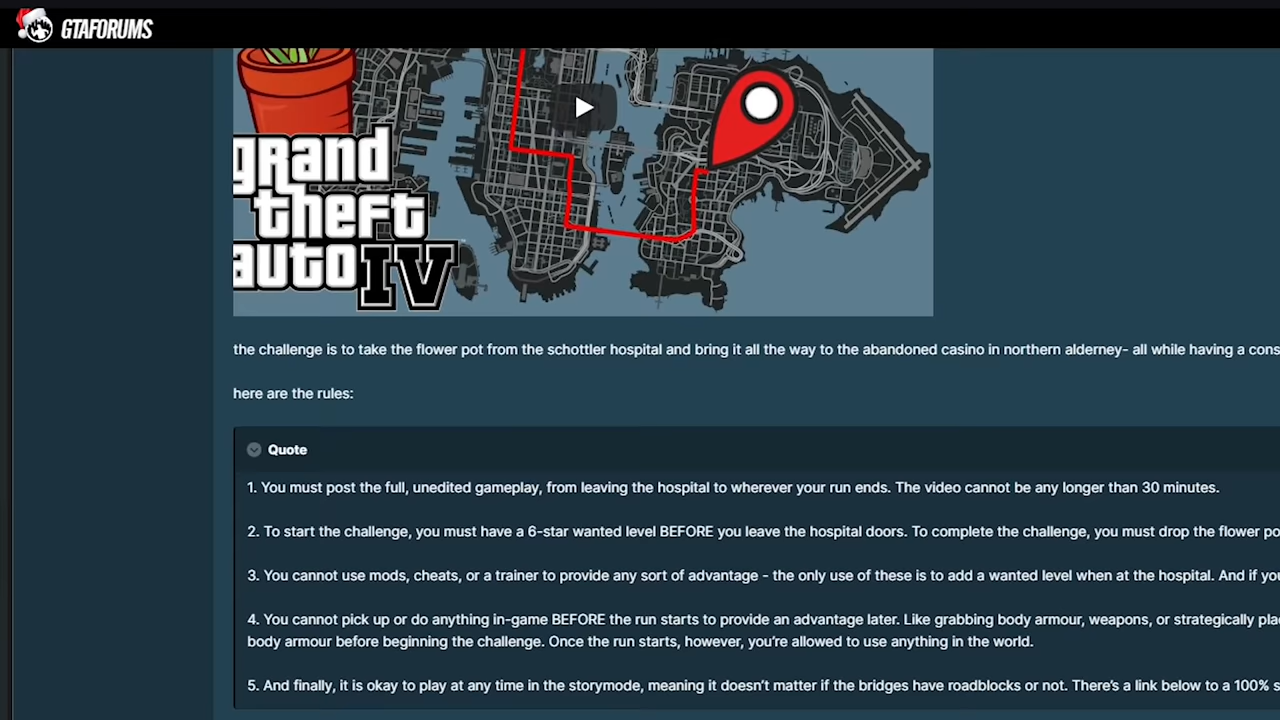 GTAFORUMS
grand
theft
auto IV
the challenge is to take the flower pot from the schottler hospital and bring it all the way to the abandoned casino in northern alderney- all while having a cons
here are the rules:
Quote
1. You must post the full, unedited gameplay, from leaving the hospital to wherever your run ends. The video cannot be any longer than 30 minutes.
2. To start the challenge, you must have a 6-star wanted level BEFORE you leave the hospital doors. To complete the challenge, you must drop the flower po
3. You cannot use mods, cheats, or a trainer to provide any sort of advantage - the only use of these is to add a wanted level when at the hospital. And if you
4. You cannot pick up or do anything in-game BEFORE the run starts to provide an advantage later. Like grabbing body armour, weapons, or strategically pla
body armour before beginning the challenge. Once the run starts, however, you're allowed to use anything in the world.
5. And finally, it is okay to play at any time in the storymode, meaning it doesn't matter if the bridges have roadblocks or not. There's a link below to a 100% s